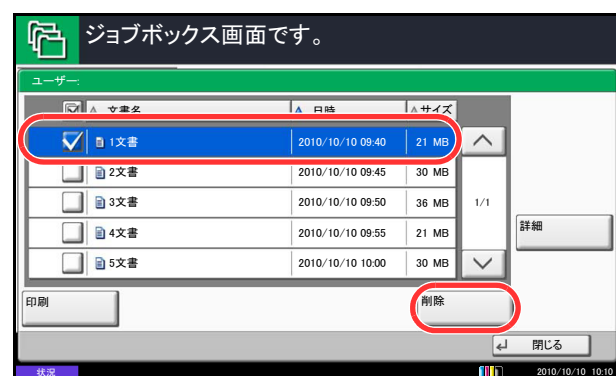 ジョブボックス画面です。
ユーザー:
文書名 日時 サイズ
1文書 2010/10/10 09:40 21 MB
2文書 2010/10/10 09:45 30 MB
3文書 2010/10/10 09:50 36 MB 1/1
詳細
4文書 2010/10/10 09:55 21 MB
5文書 2010/10/10 10:00 30 MB
印刷 削除
閉じる
状況 2010/10/10 10:10